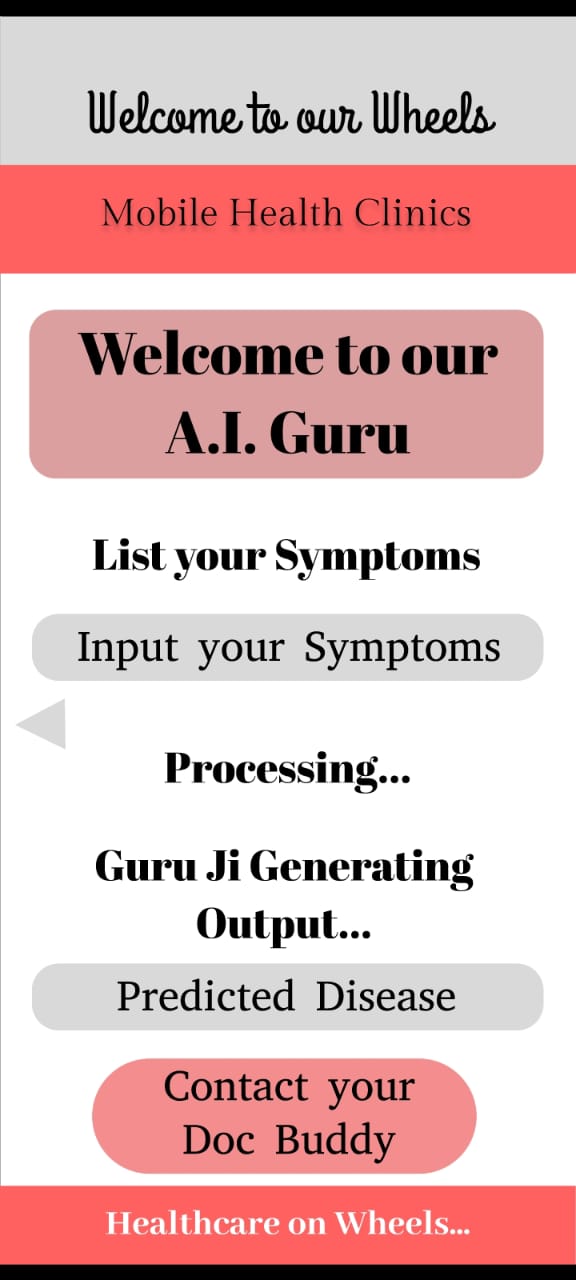 Welcome to our Wheels
Mobile Health Clinics
Welcome to our
A.I. Guru
List your Symptoms
Input your Symptoms
Processing...
Guru Ji Generating
Output...
Predicted Disease
Contact your
Doc Buddy
Healthcare on Wheels...